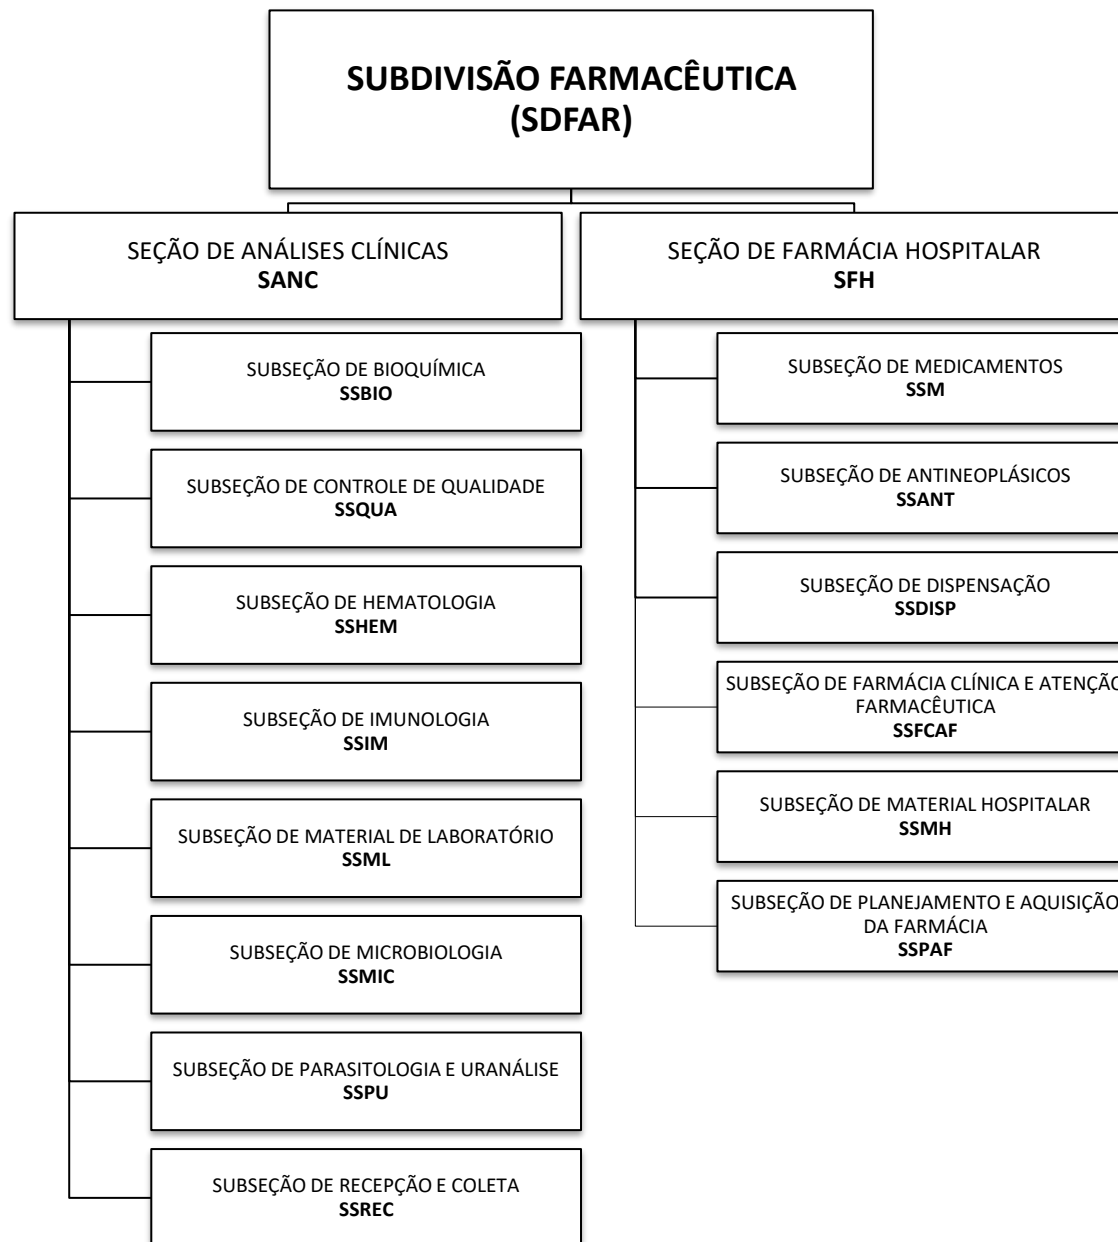 SUBDIVISÃO FARMACÊUTICA
(SDFAR)
SEÇÃO DE ANÁLISES CLÍNICAS
SANC
SUBSEÇÃO DE BIOQUÍMICA
SSBIO
SUBSEÇÃO DE CONTROLE DE QUALIDADE
SSQUA
SUBSEÇÃO DE HEMATOLOGIA
SSHEM
SUBSEÇÃO DE IMUNOLOGIA
SSIM
SUBSEÇÃO DE MATERIAL DE LABORATÓRIO
SSML
SUBSEÇÃO DE MICROBIOLOGIA
SSMIC
SUBSEÇÃO DE PARASITOLOGIA E URANÁLISE
SSPU
SUBSEÇÃO DE RECEPÇÃO E COLETA
SSREC
SEÇÃO DE FARMÁCIA HOSPITALAR
SFH
SUBSEÇÃO DE MEDICAMENTOS
SSM
SUBSEÇÃO DE ANTINEOPLÁSICOS
SSANT
SUBSEÇÃO DE DISPENSAÇÃO
SSDISP
SUBSEÇÃO DE FARMÁCIA CLÍNICA E ATENÇÃO
FARMACÊUTICA
SSFCAF
SUBSEÇÃO DE MATERIAL HOSPITALAR
SSMH
SUBSEÇÃO DE PLANEJAMENTO E AQUISIÇÃO
DA FARMÁCIA
SSPAF